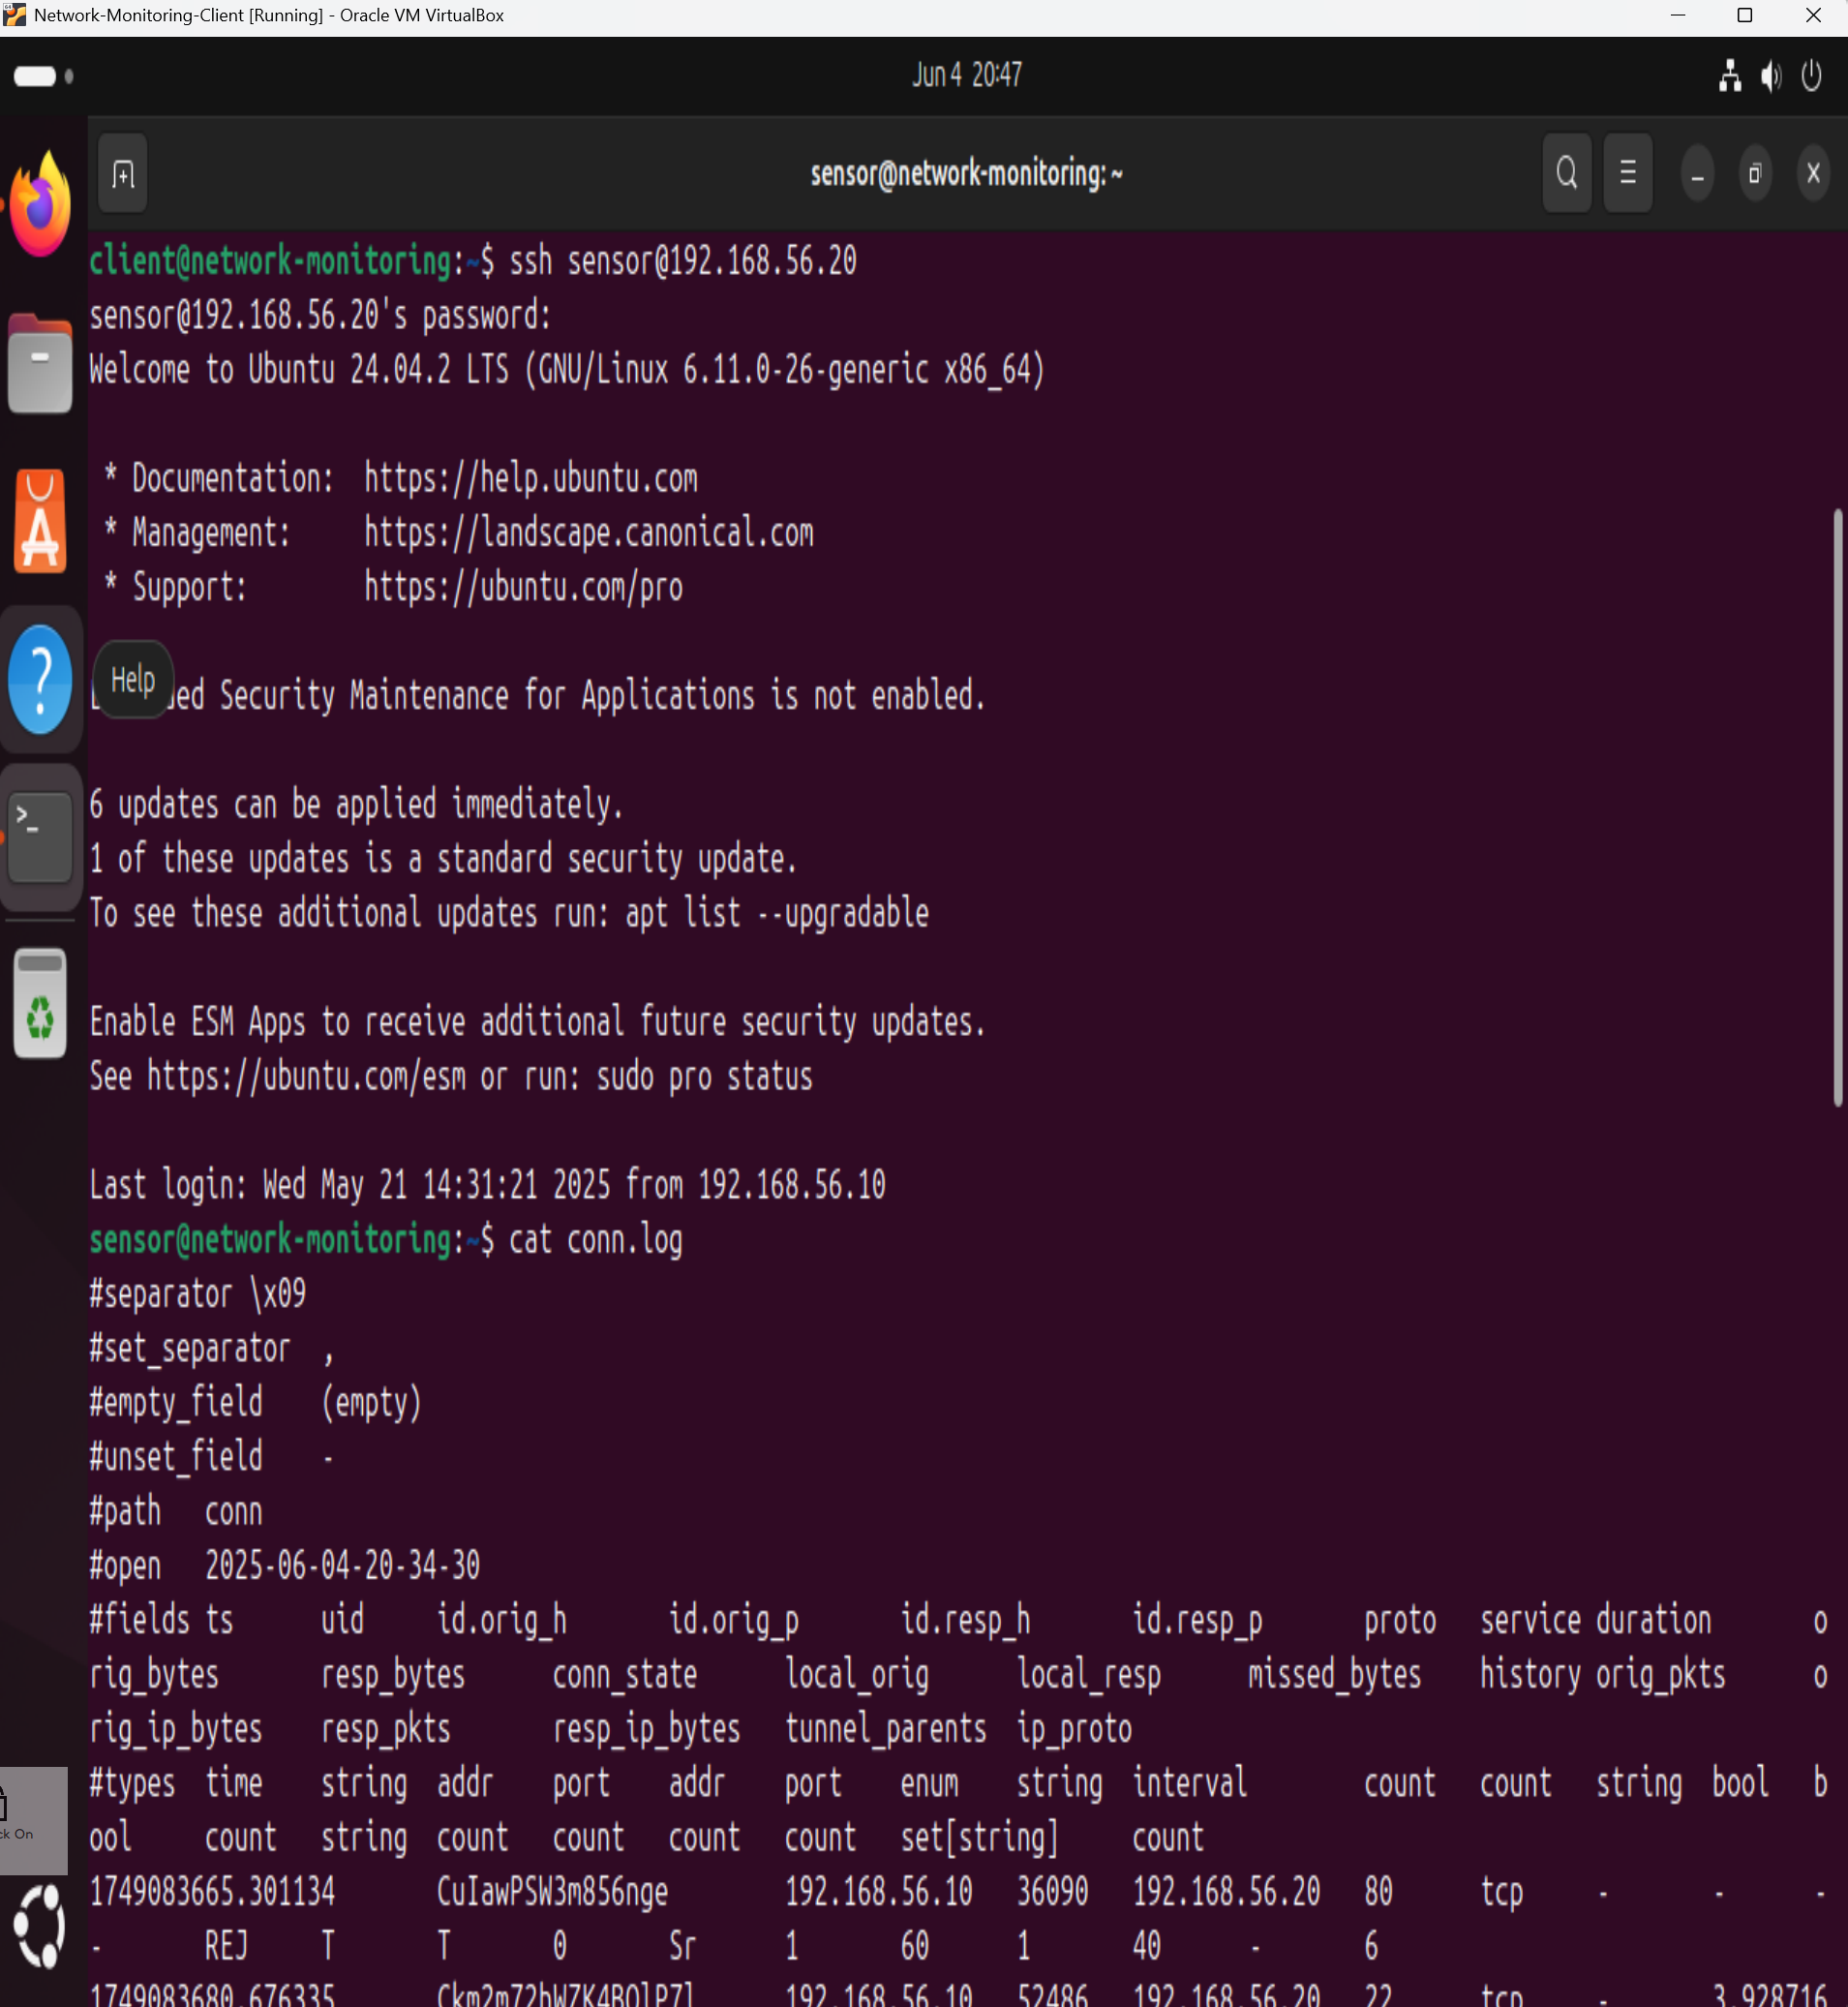 Network-Monitoring-Client [Running] - Oracle VM VirtualBox
Jun 4 20:47
sensor@network-monitoring: ~
client@network-monitoring:~$ ssh sensor@192.168.56.20
sensor@192.168.56.20's password:
Welcome to Ubuntu 24.04.2 LTS (GNU/Linux 6.11.0-26-generic x86_64)
* Documentation:  https://help.ubuntu.com
* Management:     https://landscape.canonical.com
* Support:        https://ubuntu.com/pro
Help
Security Maintenance for Applications is not enabled.
6 updates can be applied immediately.
1 of these updates is a standard security update.
To see these additional updates run: apt list --upgradable
Enable ESM Apps to receive additional future security updates.
See https://ubuntu.com/esm or run: sudo pro status
Last login: Wed May 21 14:31:21 2025 from 192.168.56.10
sensor@network-monitoring:~$ cat conn.log
#separator \x09
#set_separator  ,
#empty_field    (empty)
#unset_field    -
#path   conn
#open   2025-06-04-20-34-30
#fields ts      uid     id.orig_h       id.orig_p       id.resp_h       id.resp_p       proto   service duration        o
rig_bytes       resp_bytes      conn_state      local_orig      local_resp      missed_bytes    history orig_pkts       o
rig_ip_bytes    resp_pkts       resp_ip_bytes   tunnel_parents  ip_proto
#types  time    string  addr    port    addr    port    enum    string  interval        count   count   string  bool    b
ool     count   string  count   count   count   count   set[string]     count
1749083665.301134       CuIawPSW3m856nge        192.168.56.10   36090   192.168.56.20   80      tcp     -       -       -
-       REJ     T       T       0       Sr      1       60      1       40      -       6
1749083680.676335       Ckm2m72hWZK4BOlP7l      192.168.56.10   52486   192.168.56.20   22      tcp     -       3.928716
ck On